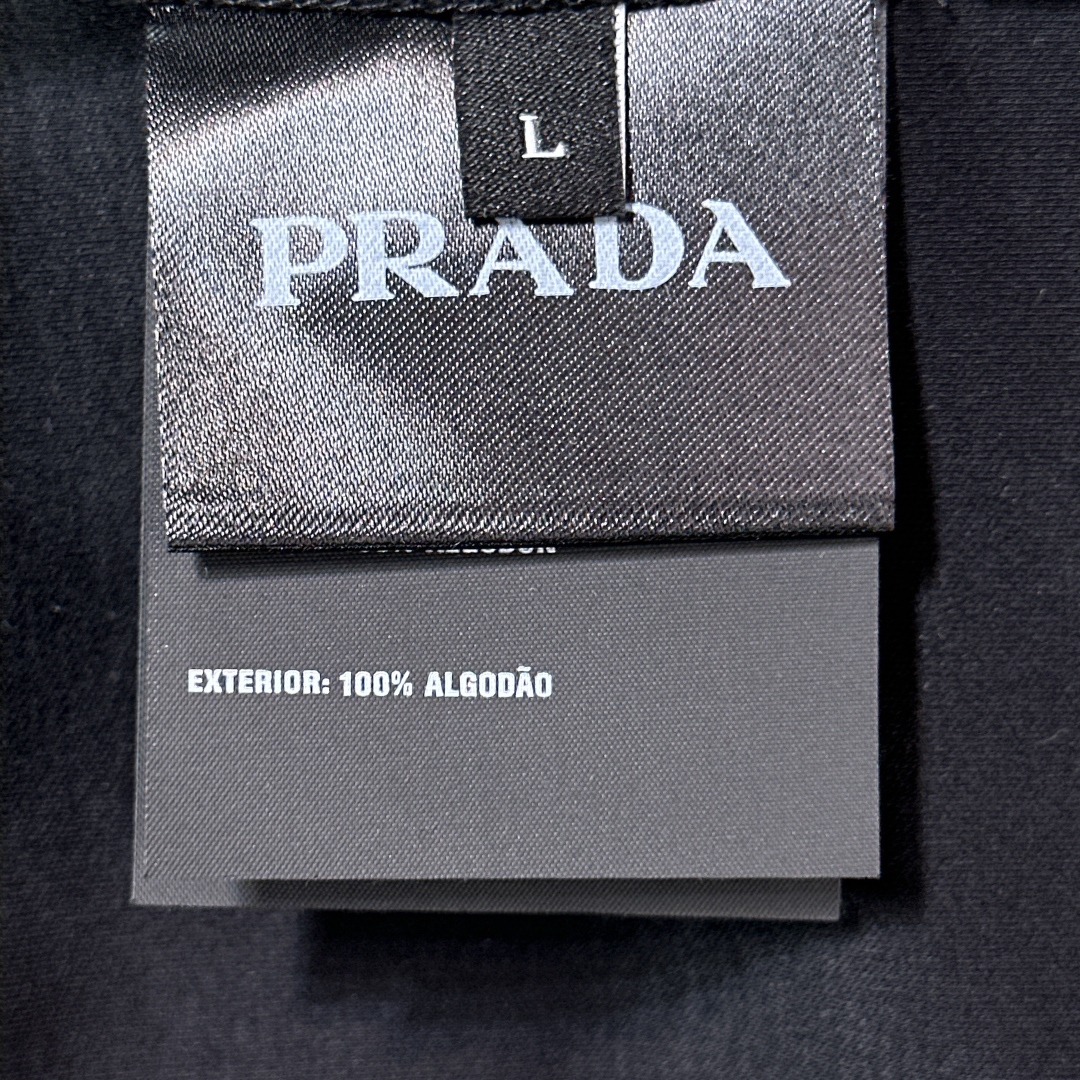 L
PRADA
EXTERIOR: 100% ALGODÃO